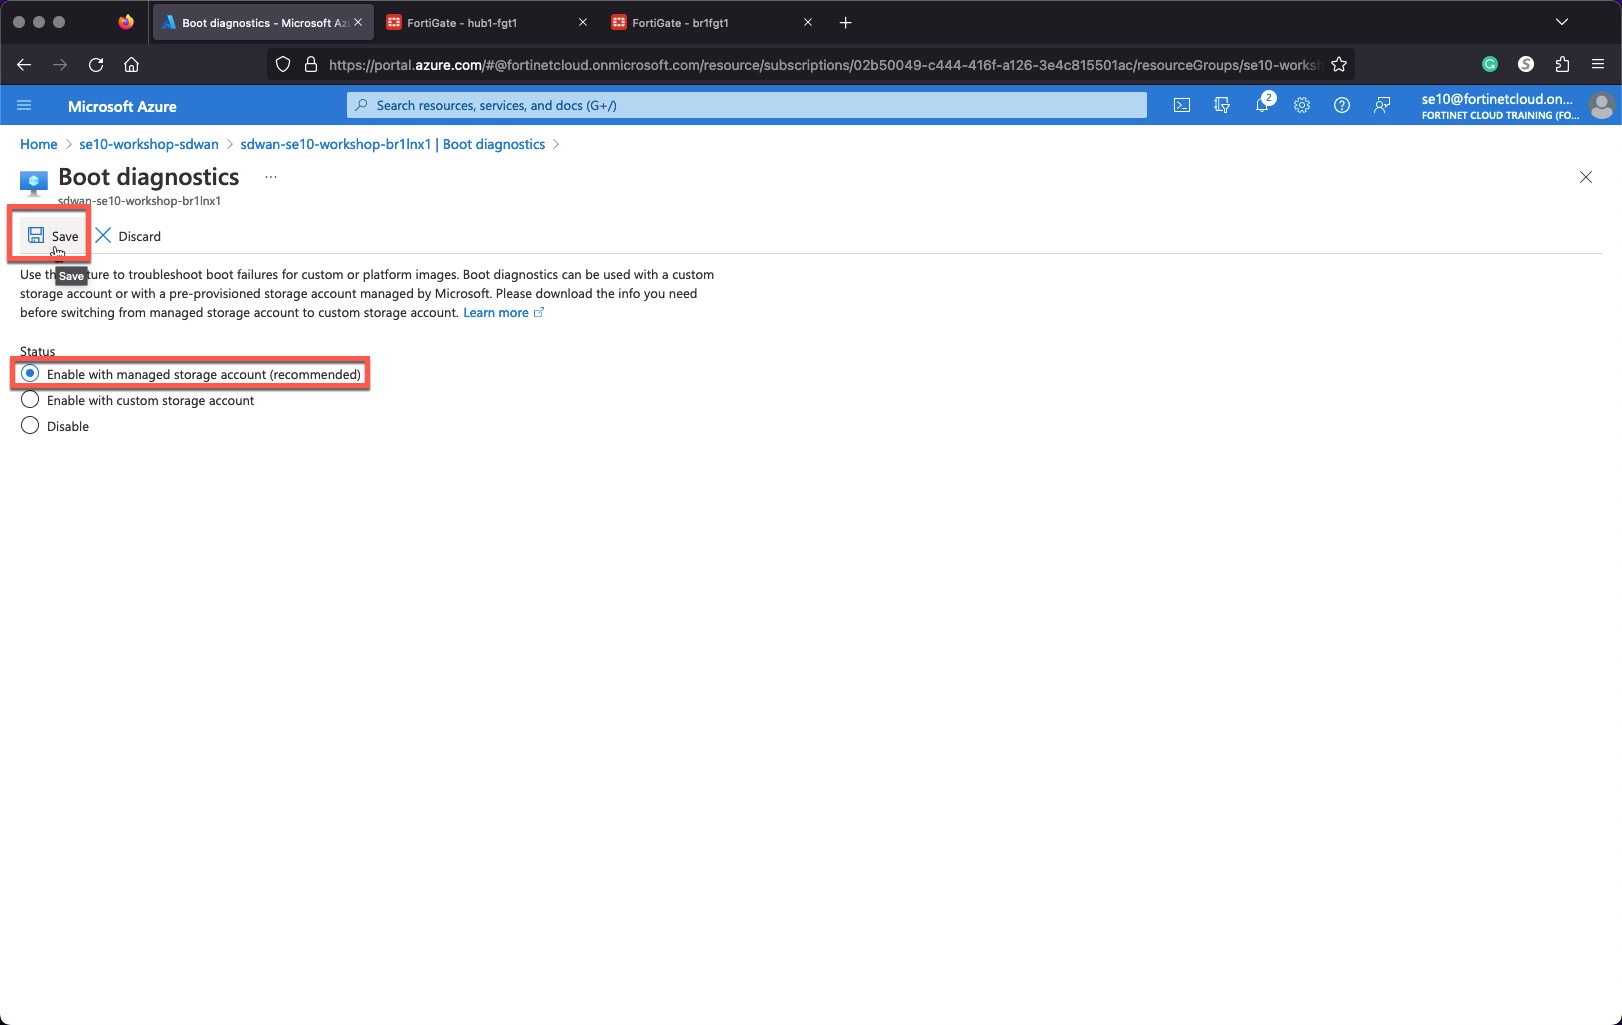 Boot diagnostics - Microsoft Az
FortiGate - hub1-fgt1
FortiGate - br1fgt1
https://portal.azure.com/#@fortinetcloud.onmicrosoft.com/resource/subscriptions/02b50049-c444-416f-a126-3e4c815501ac/resourceGroups/se10-worksh
Microsoft Azure
Search resources, services, and docs (G+/)
2
se10@fortinetcloud.on...
FORTINET CLOUD TRAINING (FO...
Home > se10-workshop-sdwan > sdwan-se10-workshop-br1lnx1 | Boot diagnostics >
Boot diagnostics ...
sdwan-se10-workshop-br1lnx1
Save
Discard
Use th ture to troubleshoot boot failures for custom or platform images. Boot diagnostics can be used with a custom
Save
storage account or with a pre-provisioned storage account managed by Microsoft. Please download the info you need
before switching from managed storage account to custom storage account. Learn more
Status
Enable with managed storage account (recommended)
Enable with custom storage account
Disable